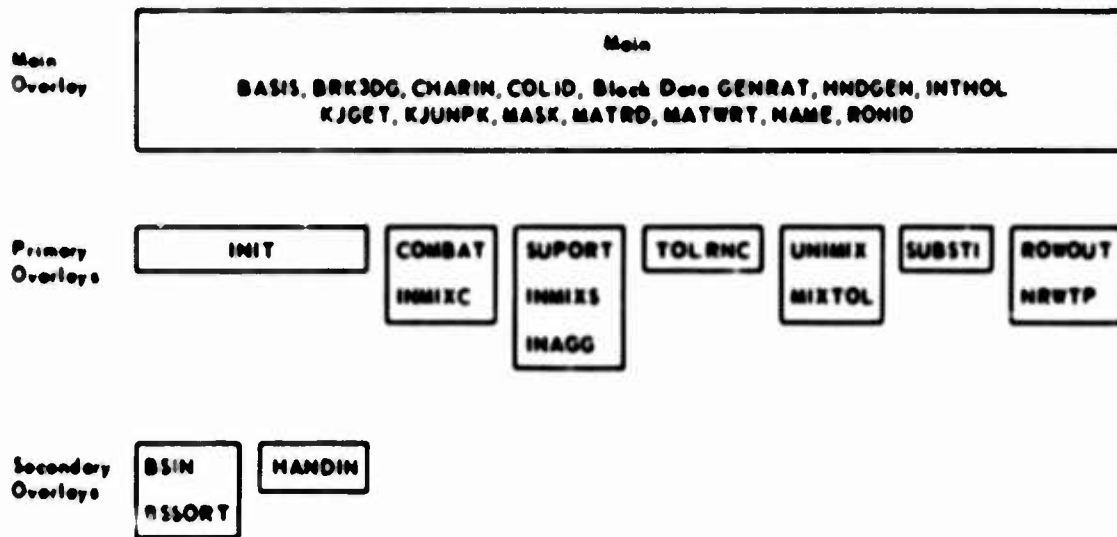 Main
Overlay
Main
BASIS, BRK3DG, CHARIN, COLID, Block Data GENRAT, HNDGEN, INTHOL
KJGET, KJUNPK, MASK, MATRD, MATWRT, NAME, ROWID
Primary
Overlays
INIT
COMBAT
INMIXC
SUPORT
INMIXS
INAGG
TOLRNC
UNIMIX
MIXTOL
SUBSTI
ROWOUT
NRWTP
Secondary
Overlays
BSIN
BSSORT
HANDIN